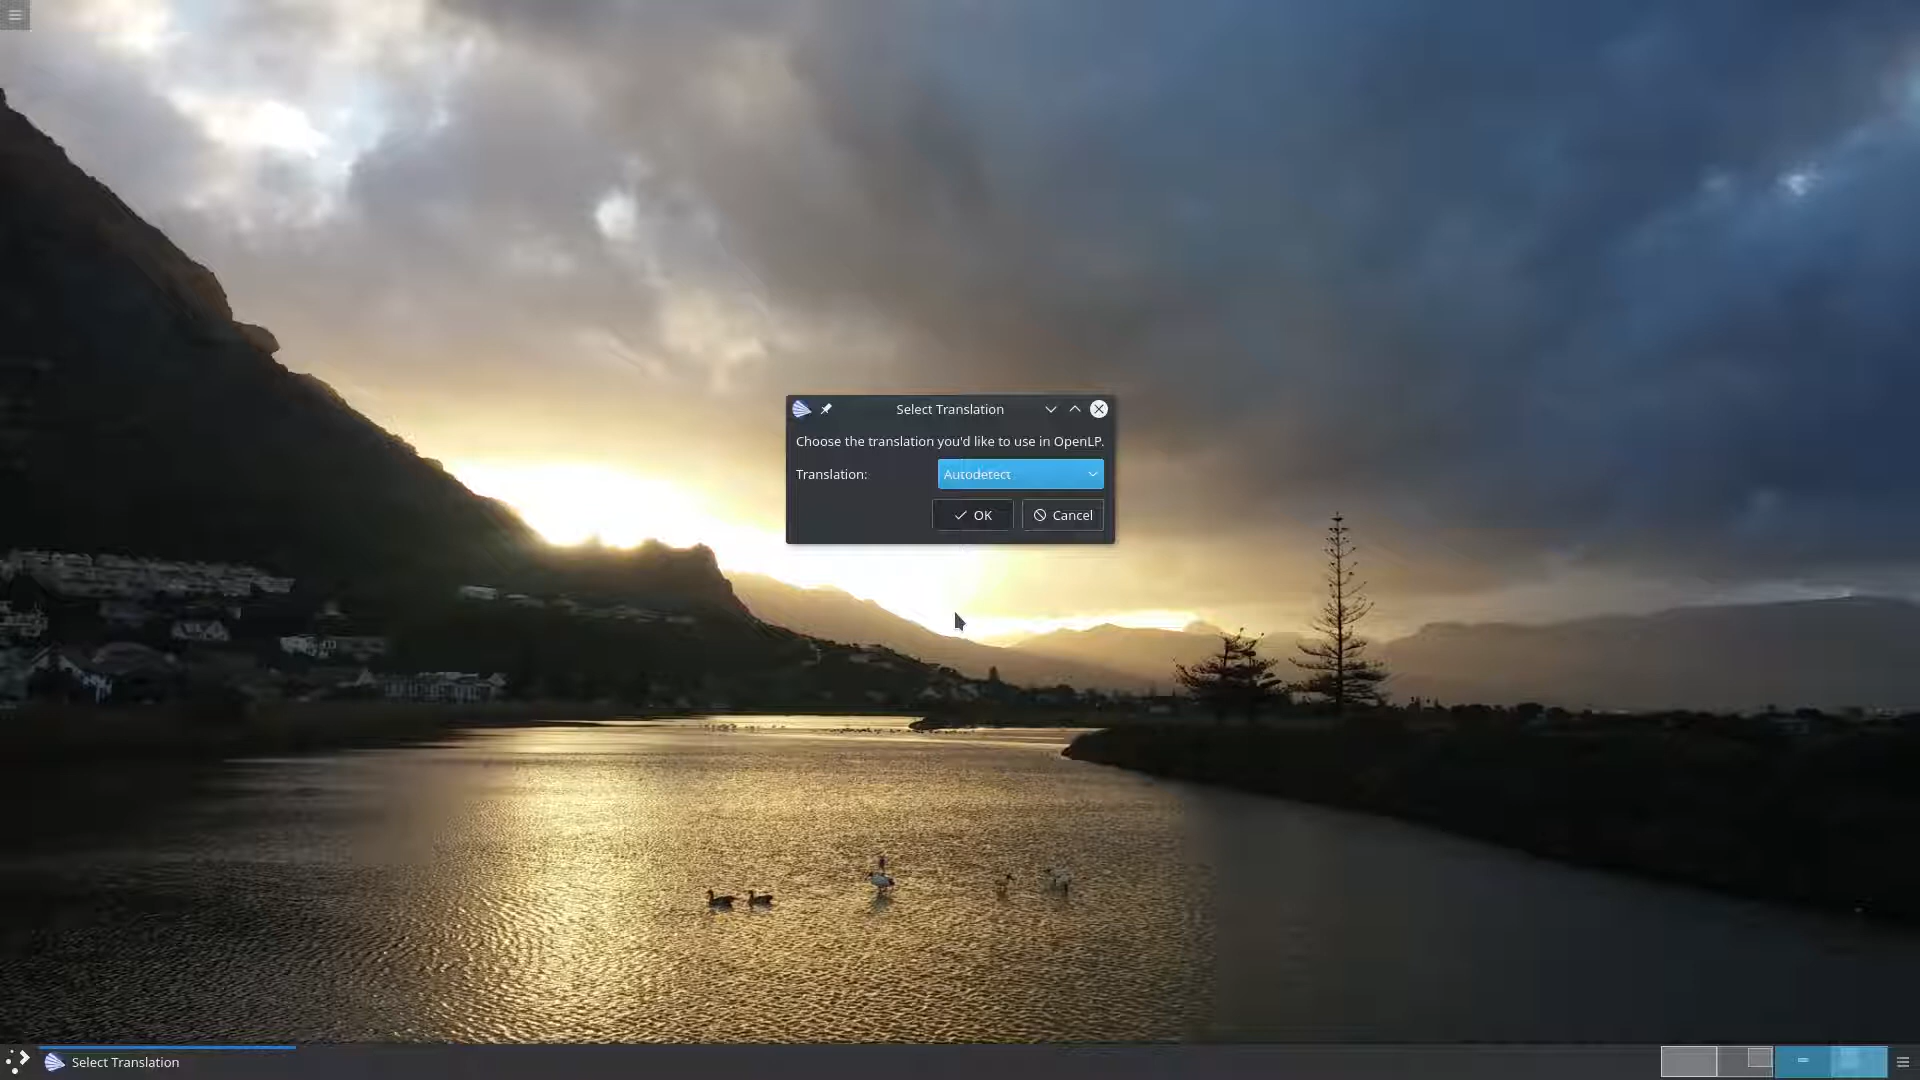 Select Translation
Choose the translation you'd like to use in OpenLP.
Translation:
Autodetect
OK
Cancel
Select Translation